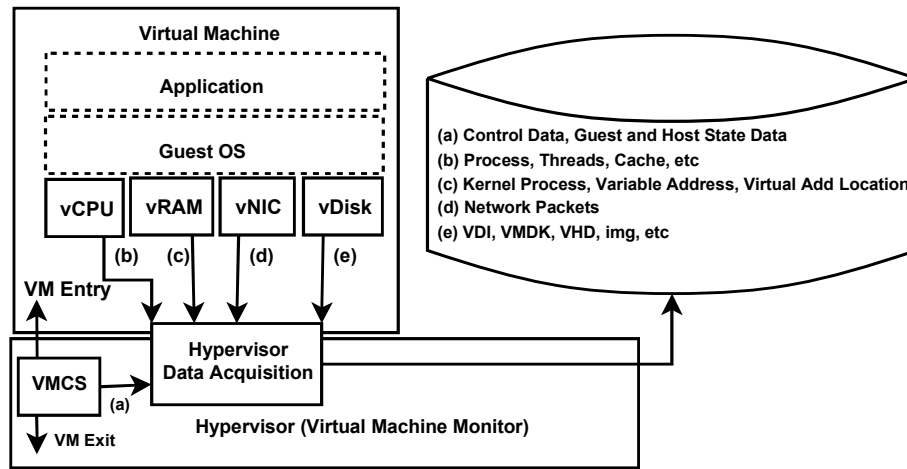 Virtual Machine
Application
Guest OS
vCPU
vRAM
vNIC
vDisk
(b)
(c)
(d)
(e)
VM Entry
VMCS
(a)
VM Exit
Hypervisor
Data Acquisition
Hypervisor (Virtual Machine Monitor)
(a) Control Data, Guest and Host State Data
(b) Process, Threads, Cache, etc
(c) Kernel Process, Variable Address, Virtual Add Location
(d) Network Packets
(e) VDI, VMDK, VHD, img, etc